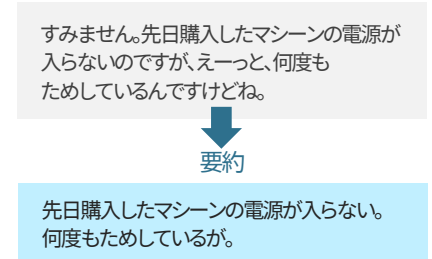 すみません。先日購入したマシーンの電源が
入らないのですが、えーっと、何度も
ためしているんですけどね。
要約
先日購入したマシーンの電源が入らない。
何度もためしているが。